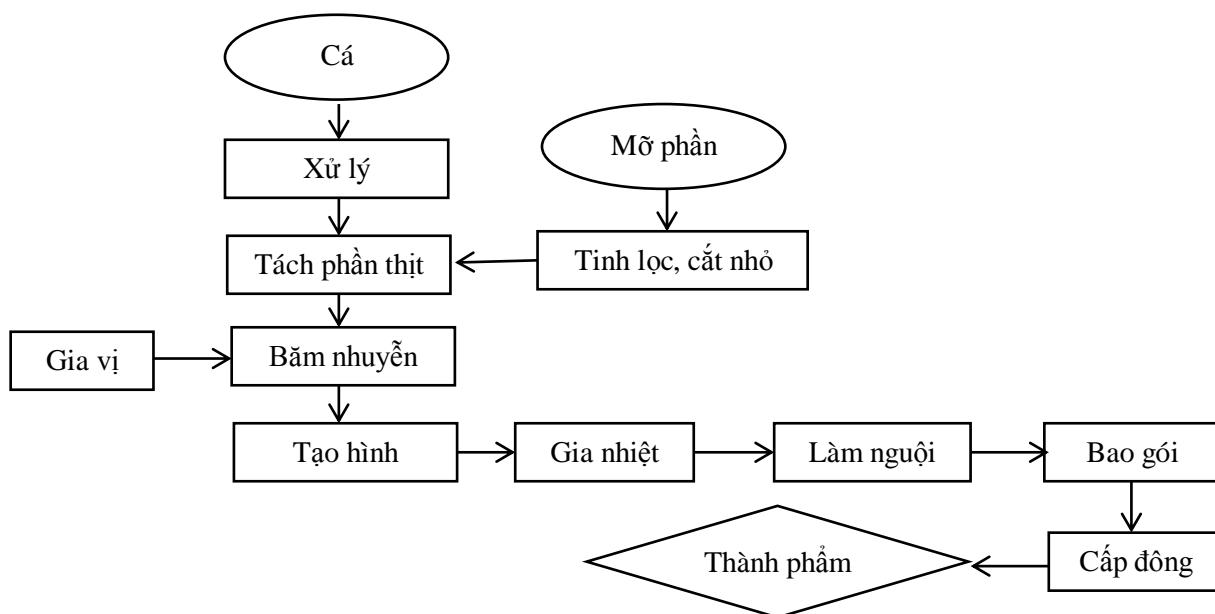 Cá
Xử lý
Mỡ phần
Tách phần thịt
Tinh lọc, cắt nhỏ
Gia vị
Băm nhuyễn
Tạo hình
Gia nhiệt
Làm nguội
Bao gói
Thành phẩm
Cấp đông